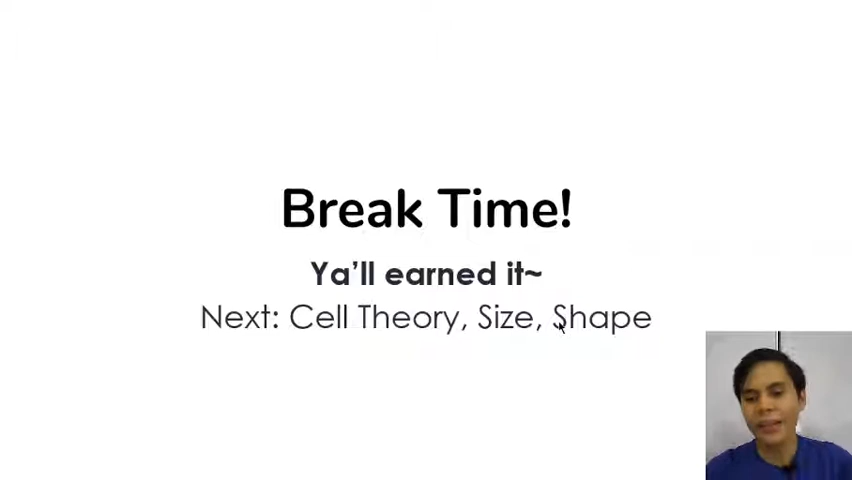 Break Time!
Ya’ll earned it~
Next: Cell Theory, Size, Shape